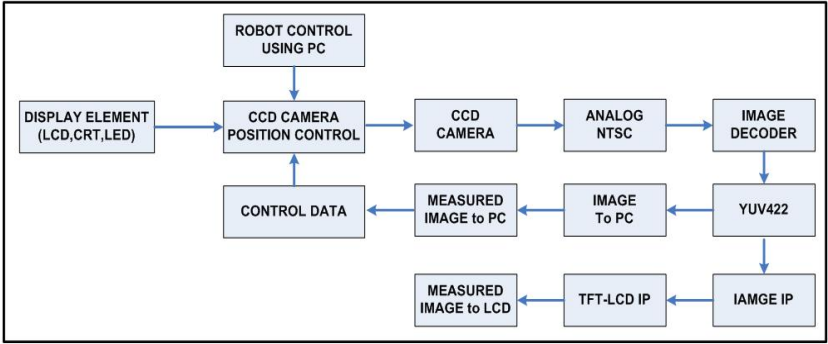 ROBOT CONTROL
USING PC
DISPLAY ELEMENT
(LCD,CRT,LED)
CCD CAMERA
POSITION CONTROL
CCD
CAMERA
ANALOG
NTSC
IMAGE
DECODER
CONTROL DATA
MEASURED
IMAGE to PC
IMAGE
To PC
YUV422
MEASURED
IMAGE to LCD
TFT-LCD IP
IAMGE IP